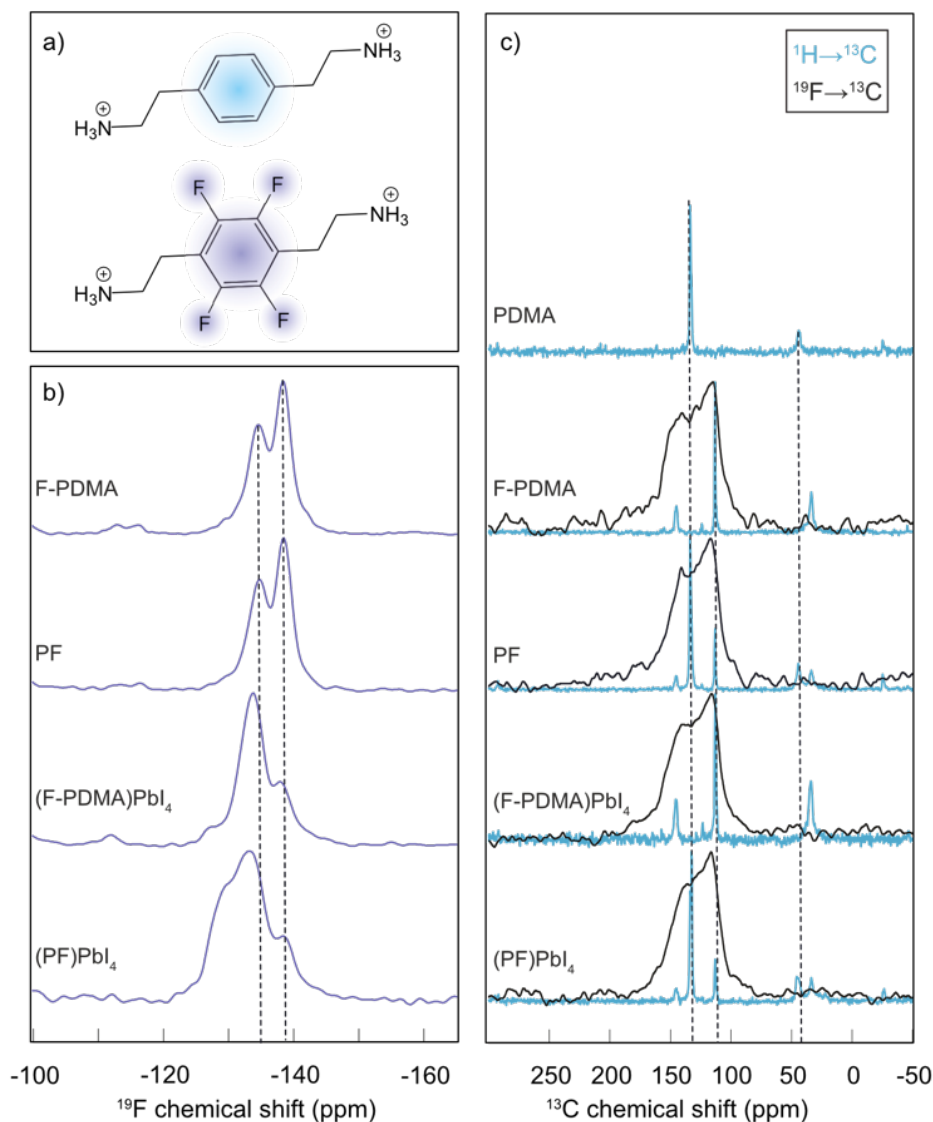 a)
⊕
NH₃
⊕
H₃N
F
F
⊕
NH₃
⊕
H₃N
F
F
b)
F-PDMA
PF
(F-PDMA)PbI₄
(PF)PbI₄
-100 -120 -140 -160
¹⁹F chemical shift (ppm)
c)
¹H→¹³C
¹⁹F→¹³C
PDMA
F-PDMA
PF
(F-PDMA)PbI₄
(PF)PbI₄
250 200 150 100 50 0 -50
¹³C chemical shift (ppm)